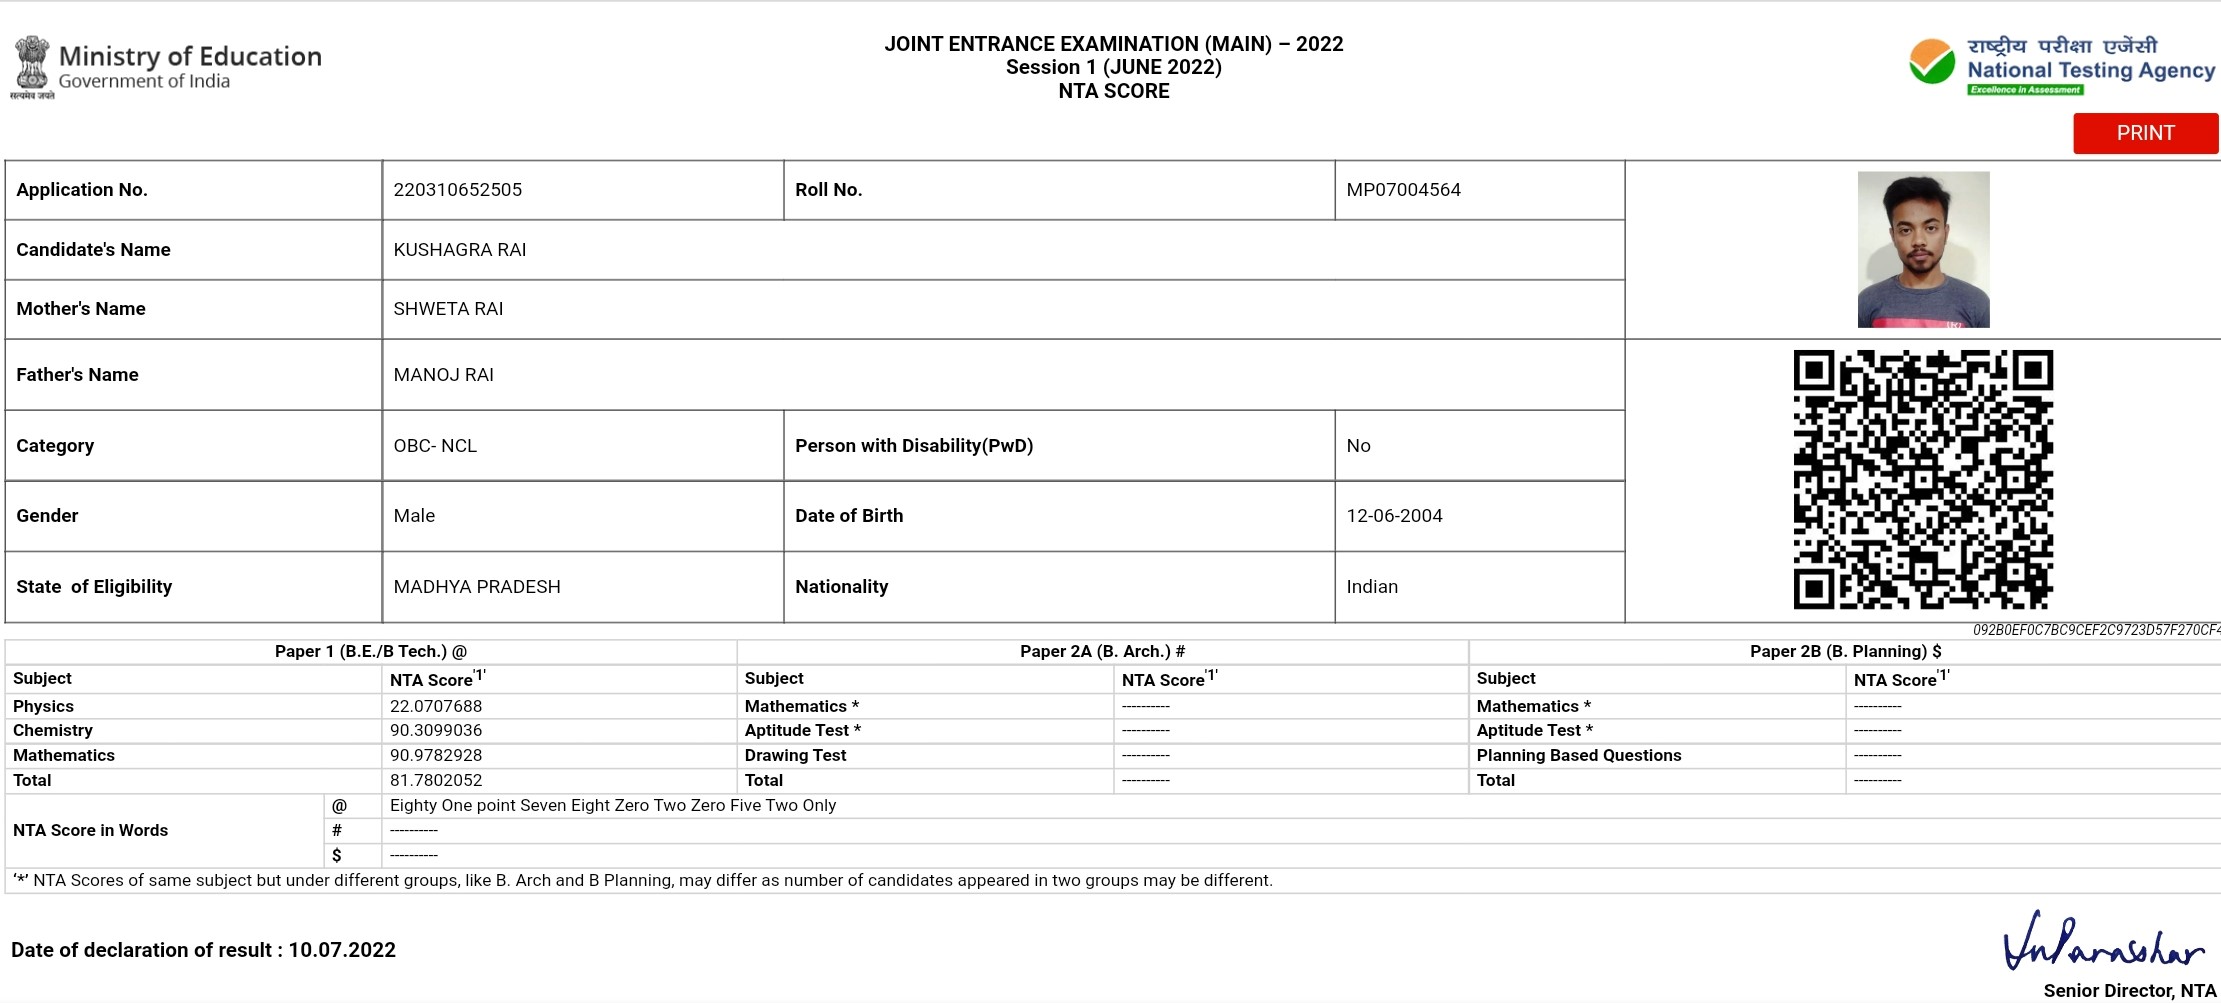 Ministry of Education
Government of India
सत्यमेव जयते
JOINT ENTRANCE EXAMINATION (MAIN) – 2022
Session 1 (JUNE 2022)
NTA SCORE
राष्ट्रीय परीक्षा एजेंसी
National Testing Agency
Excellence in Assessment
PRINT
Application No. 220310652505 Roll No. MP07004564
Candidate's Name KUSHAGRA RAI
Mother's Name SHWETA RAI
Father's Name MANOJ RAI
Category OBC- NCL Person with Disability(PwD) No
Gender Male Date of Birth 12-06-2004
State of Eligibility MADHYA PRADESH Nationality Indian
092B0EF0C7BC9CEF2C9723D57F270CF4
Paper 1 (B.E./B Tech.) @ Paper 2A (B. Arch.) # Paper 2B (B. Planning) $
Subject NTA Score'1' Subject NTA Score'1' Subject NTA Score'1'
Physics 22.0707688 Mathematics * ---------- Mathematics * ----------
Chemistry 90.3099036 Aptitude Test * ---------- Aptitude Test * ----------
Mathematics 90.9782928 Drawing Test ---------- Planning Based Questions ----------
Total 81.7802052 Total ---------- Total ----------
NTA Score in Words @ Eighty One point Seven Eight Zero Two Zero Five Two Only
# ----------
$ ----------
'*' NTA Scores of same subject but under different groups, like B. Arch and B Planning, may differ as number of candidates appeared in two groups may be different.
Date of declaration of result : 10.07.2022
Senior Director, NTA